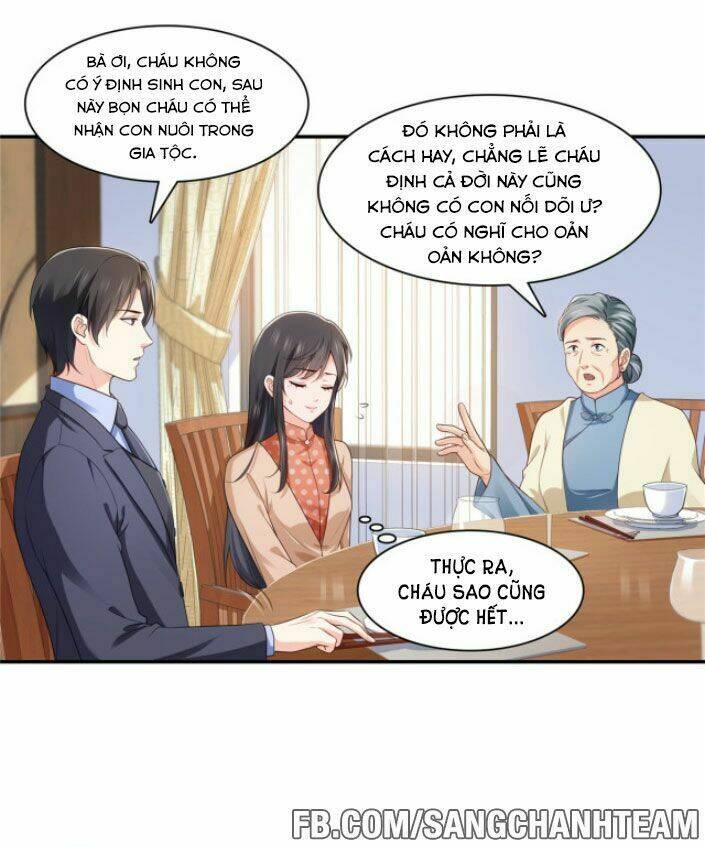 BÀ ƠI, CHÁU KHÔNG
CÓ Ý ĐỊNH SINH CON, SAU
NÀY BỌN CHÁU CÓ THỂ
NHẬN CON NUÔI TRONG
GIA TỘC.
ĐÓ KHÔNG PHẢI LÀ
CÁCH HAY, CHẲNG LẼ CHÁU
ĐỊNH CẢ ĐỜI NÀY CŨNG
KHÔNG CÓ CON NỐI DÕI Ư?
CHÁU CÓ NGHĨ CHO OẢN
OẢN KHÔNG?
THỰC RA,
CHÁU SAO CŨNG
ĐƯỢC HẾT...
FB.COM/SANGCHANHTEAM